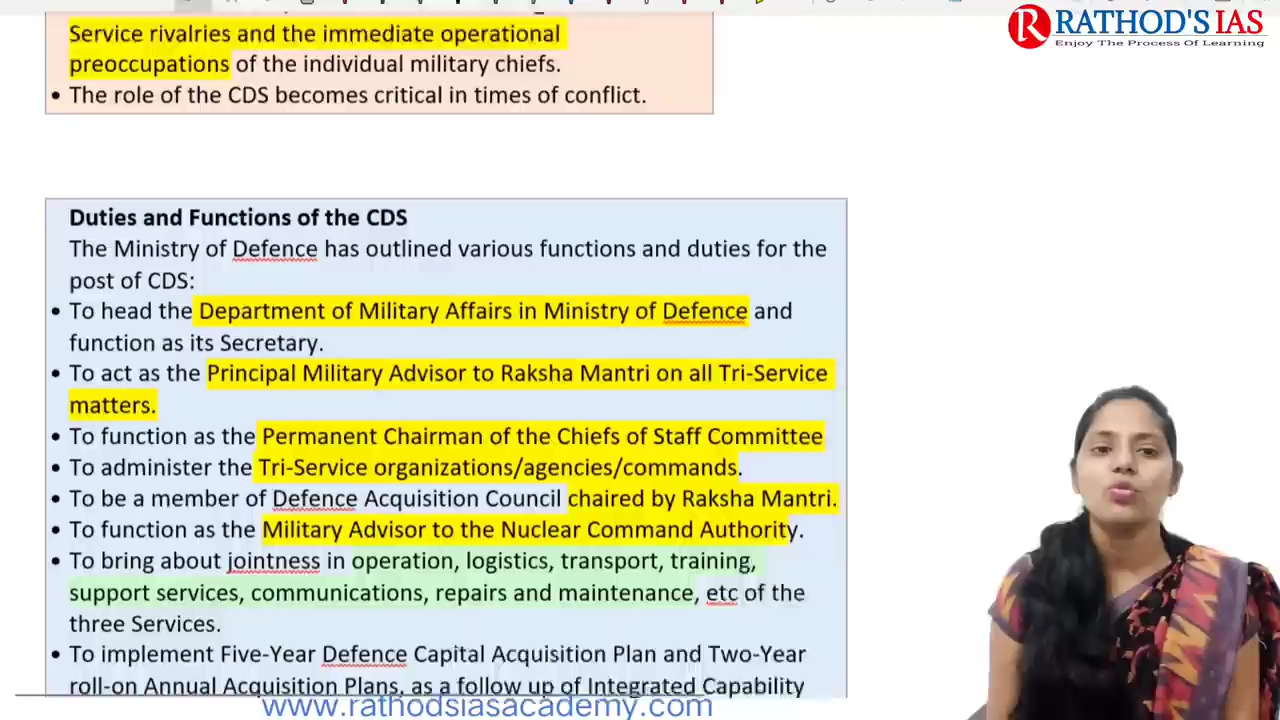 RATHOD'S IAS
Enjoy The Process Of Learning
Service rivalries and the immediate operational
preoccupations of the individual military chiefs.
• The role of the CDS becomes critical in times of conflict.
Duties and Functions of the CDS
The Ministry of Defence has outlined various functions and duties for the
post of CDS:
• To head the Department of Military Affairs in Ministry of Defence and
function as its Secretary.
• To act as the Principal Military Advisor to Raksha Mantri on all Tri-Service
matters.
• To function as the Permanent Chairman of the Chiefs of Staff Committee
• To administer the Tri-Service organizations/agencies/commands.
• To be a member of Defence Acquisition Council chaired by Raksha Mantri.
• To function as the Military Advisor to the Nuclear Command Authority.
• To bring about jointness in operation, logistics, transport, training,
support services, communications, repairs and maintenance, etc of the
three Services.
• To implement Five-Year Defence Capital Acquisition Plan and Two-Year
roll-on Annual Acquisition Plans, as a follow up of Integrated Capability
www.rathodsiasacademy.com